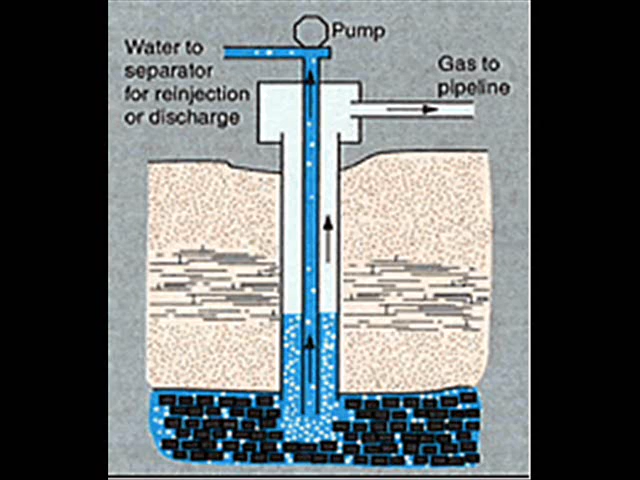 Pump
Water to
separator
for reinjection
or discharge
Gas to
pipeline